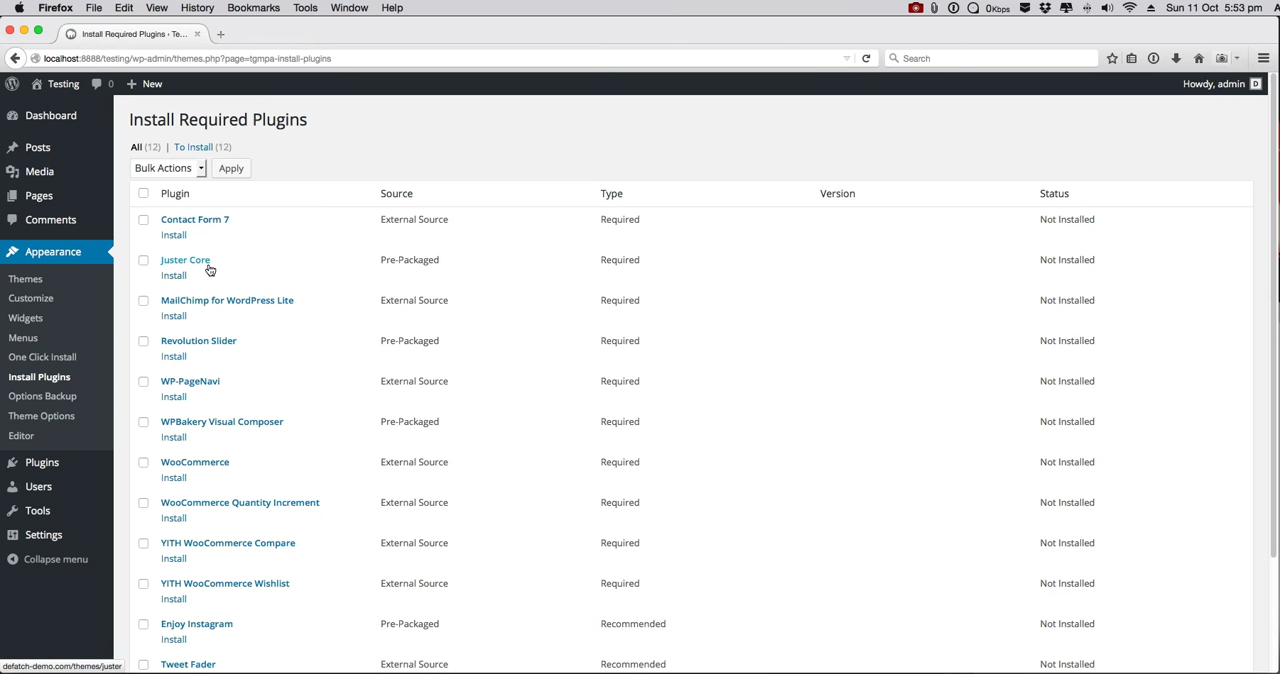 Firefox File Edit View History Bookmarks Tools Window Help 0Kbps Sun 11 Oct 5:53 pm
Install Required Plugins • Te... × +
localhost:8888/testing/wp-admin/themes.php?page=tgmpa-install-plugins Search
Testing 0 + New Howdy, admin
Dashboard
Posts
Media
Pages
Comments
Appearance
Themes
Customize
Widgets
Menus
One Click Install
Install Plugins
Options Backup
Theme Options
Editor
Plugins
Users
Tools
Settings
Collapse menu
Install Required Plugins
All (12) | To Install (12)
Bulk Actions Apply
Plugin Source Type Version Status
Contact Form 7 External Source Required Not Installed
Install
Juster Core Pre-Packaged Required Not Installed
Install
MailChimp for WordPress Lite External Source Required Not Installed
Install
Revolution Slider Pre-Packaged Required Not Installed
Install
WP-PageNavi External Source Required Not Installed
Install
WPBakery Visual Composer Pre-Packaged Required Not Installed
Install
WooCommerce External Source Required Not Installed
Install
WooCommerce Quantity Increment External Source Required Not Installed
Install
YITH WooCommerce Compare External Source Required Not Installed
Install
YITH WooCommerce Wishlist External Source Required Not Installed
Install
Enjoy Instagram Pre-Packaged Recommended Not Installed
Install
Tweet Fader External Source Recommended Not Installed
defatch-demo.com/themes/juster